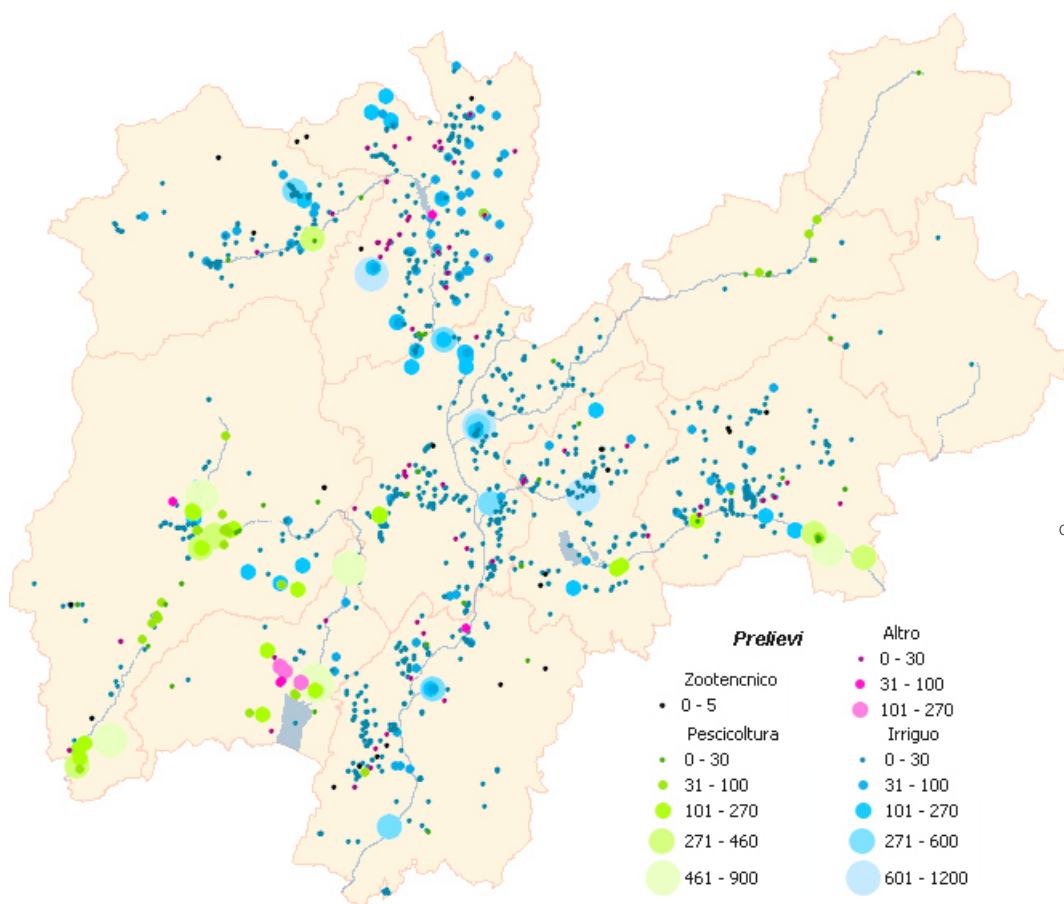 Prelievi
Zootencnico
0 - 5
Pescicoltura
0 - 30
31 - 100
101 - 270
271 - 460
461 - 900
Altro
0 - 30
31 - 100
101 - 270
Irriguo
0 - 30
31 - 100
101 - 270
271 - 600
601 - 1200